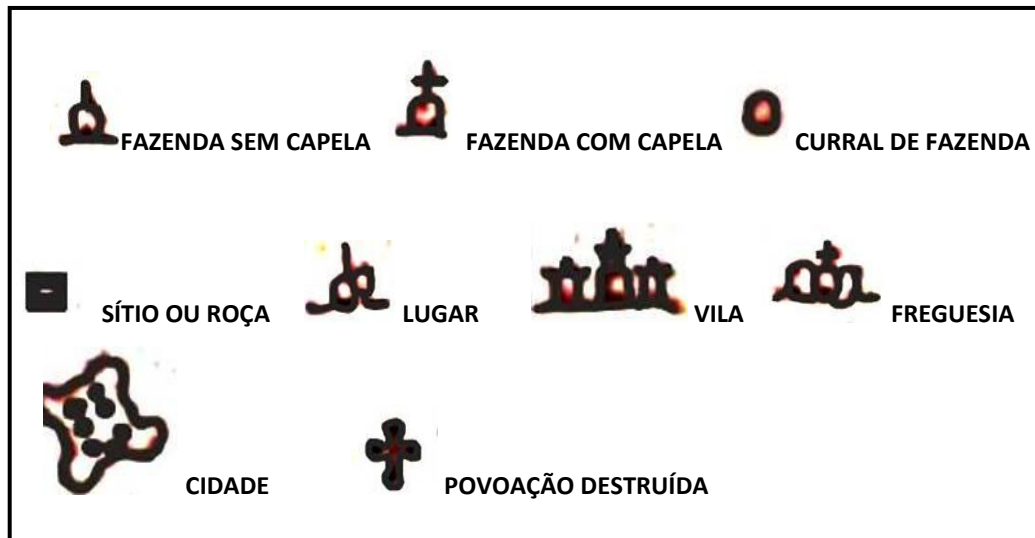 FAZENDA SEM CAPELA FAZENDA COM CAPELA CURRAL DE FAZENDA
SÍTIO OU ROÇA LUGAR VILA FREGUESIA
CIDADE POVOAÇÃO DESTRUÍDA